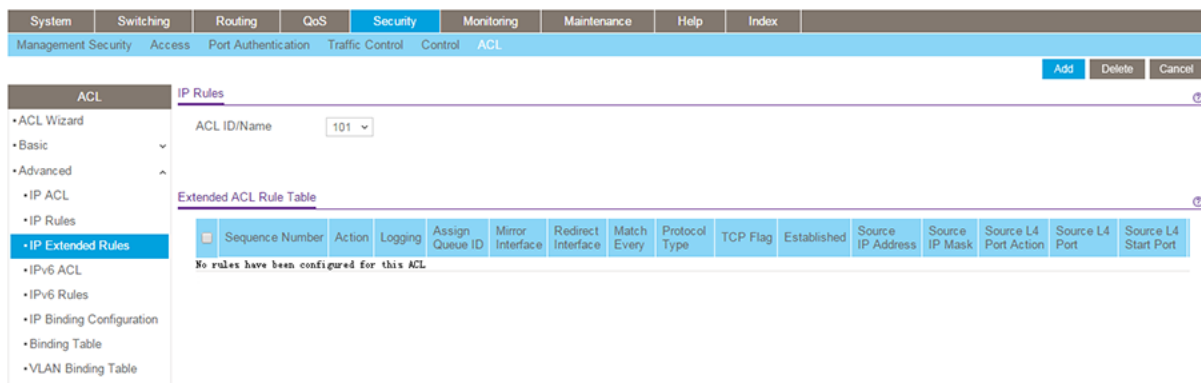 System Switching Routing QoS Security Monitoring Maintenance Help Index
Management Security Access Port Authentication Traffic Control Control ACL
Add Delete Cancel
ACL
IP Rules
ACL Wizard
ACL ID/Name 101
Basic
Advanced
IP ACL
Extended ACL Rule Table
IP Rules
Sequence Number Action Logging Assign Queue ID Mirror Interface Redirect Interface Match Every Protocol Type TCP Flag Established Source IP Address Source IP Mask Source L4 Port Action Source L4 Port Source L4 Start Port
IP Extended Rules
No rules have been configured for this ACL
IPv6 ACL
IPv6 Rules
IP Binding Configuration
Binding Table
VLAN Binding Table